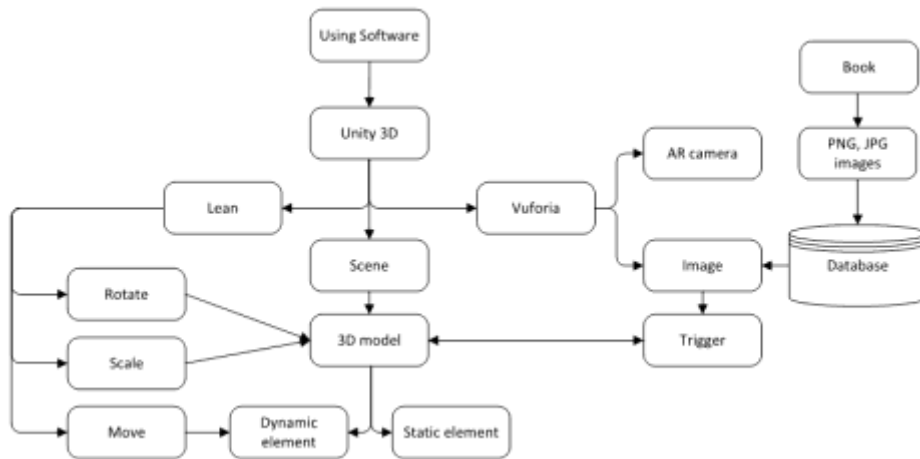 Using Software
Book
Unity 3D
PNG, JPG
images
AR camera
Lean
Vuforia
Scene
Image
Database
Rotate
3D model
Trigger
Scale
Move
Dynamic
element
Static element